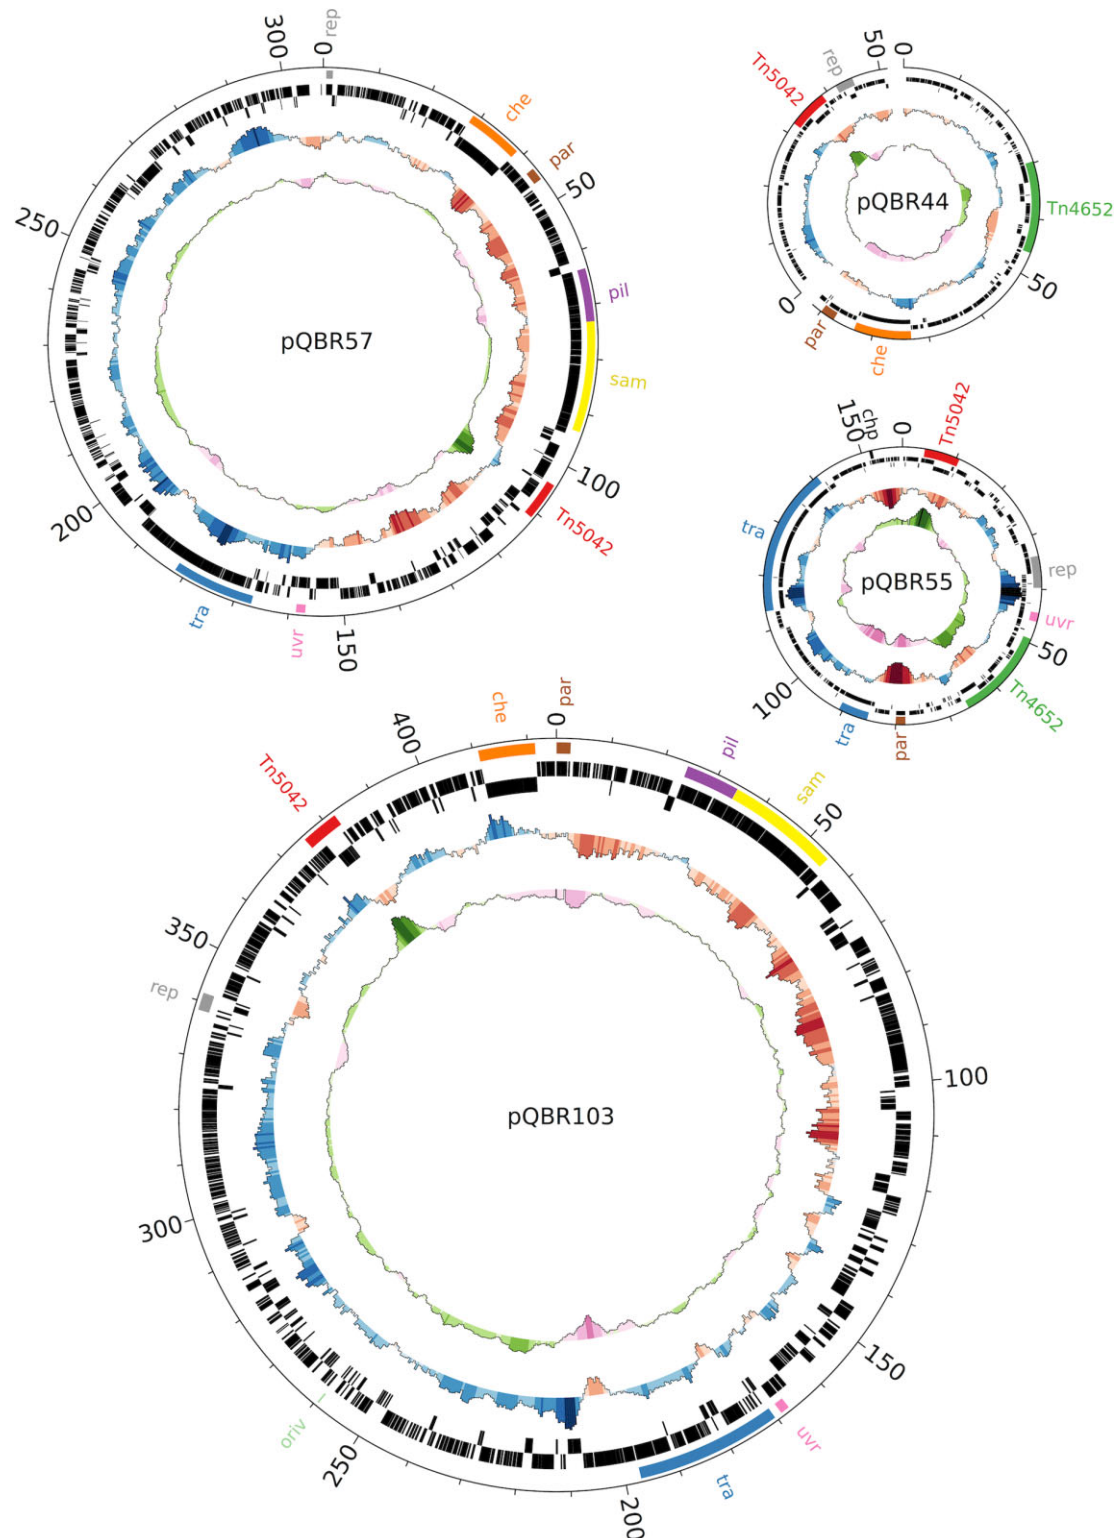 rep
0
300
che
par
50
pil
sam
100
Tn5042
150
uvr
tra
200
250
pQBR57
0
50
rep
Tn5042
Tn4652
50
0
par
che
pQBR44
0
Tn5042
chp
150
tra
rep
uvr
50
Tn4652
par
tra
100
pQBR55
par
0
che
400
Tn5042
pil
sam
50
350
rep
100
pQBR103
300
150
uvr
oriv
250
tra
200